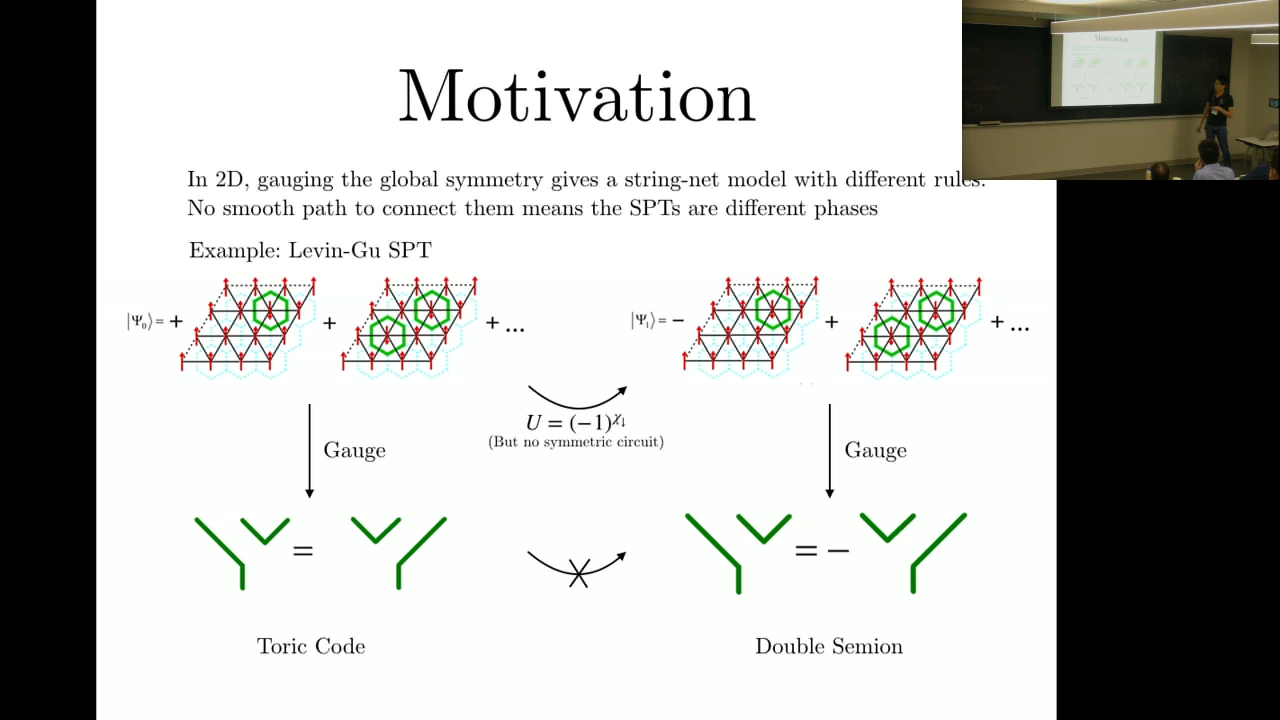 Motivation
In 2D, gauging the global symmetry gives a string-net model with different rules.
No smooth path to connect them means the SPTs are different phases
Example: Levin-Gu SPT
|Ψ₀⟩= + + + ...
|Ψ₁⟩= − + + ...
U = (−1)^χ↓
(But no symmetric circuit)
Gauge
Gauge
=
= −
Toric Code
Double Semion
Motivation